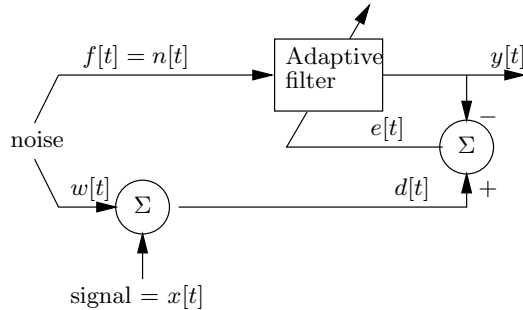 f[t] = n[t]
Adaptive
filter
y[t]
−
e[t]
Σ
noise
w[t]
d[t]
+
Σ
signal = x[t]